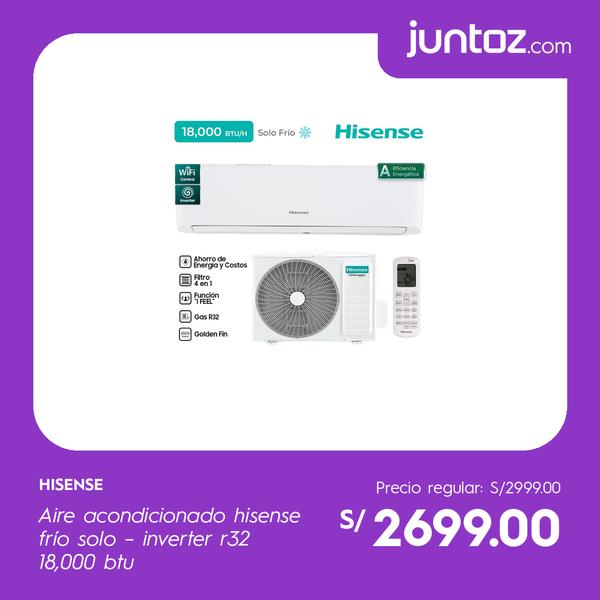 juntoz.com
18,000 BTU/H Solo Frío Hisense
WiFi
Control
Inverter
A Eficiencia
Energética
Hisense
Ahorro de
Energía y Costos
Filtro
4 en 1
Función
"I FEEL"
Gas R32
Golden Fin
Hisense
Hisense
HISENSE
Aire acondicionado hisense
frío solo - inverter r32
18,000 btu
Precio regular: S/2999.00
S/ 2699.00